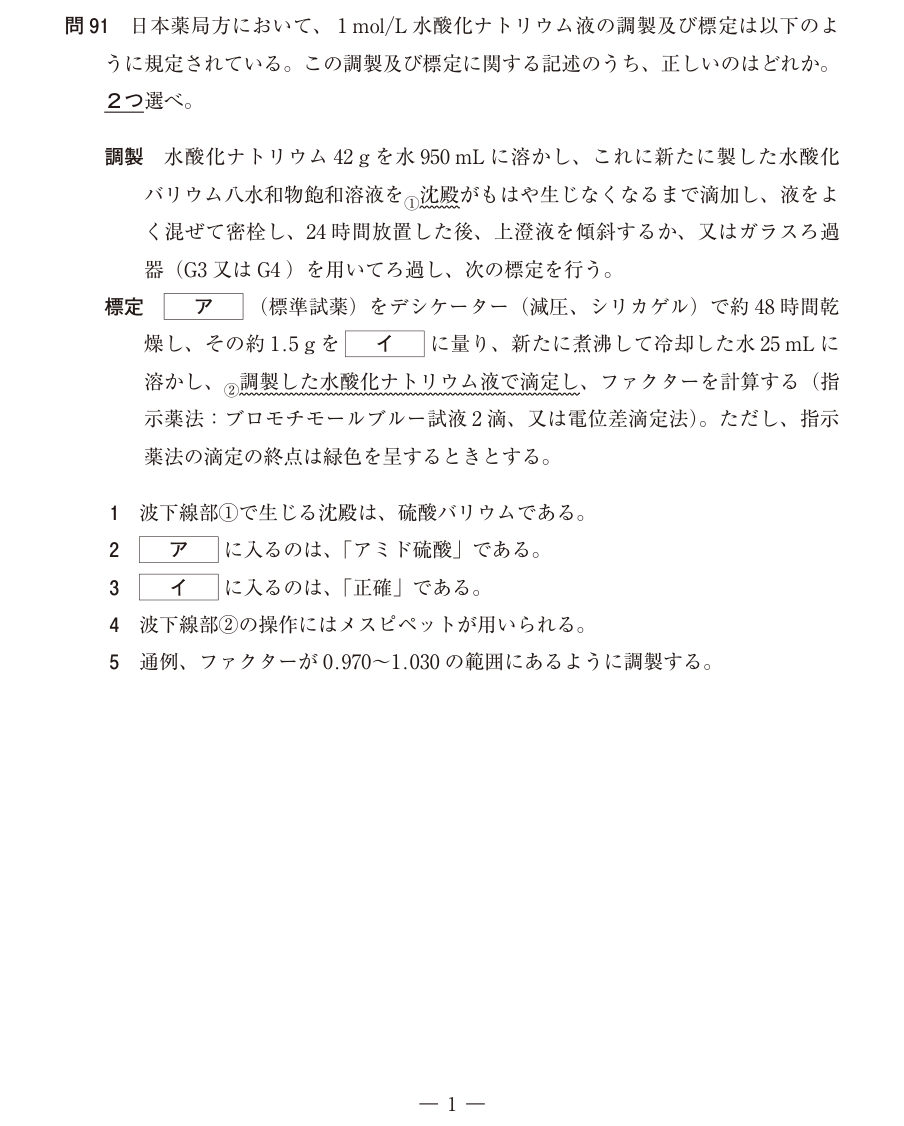 問91 日本薬局方において、1 mol/L 水酸化ナトリウム液の調製及び標定は以下のよ
うに規定されている。この調製及び標定に関する記述のうち、正しいのはどれか。
2つ選べ。
調製 水酸化ナトリウム 42 g を水 950 mL に溶かし、これに新たに製した水酸化
バリウム八水和物飽和溶液を①沈殿がもはや生じなくなるまで滴加し、液をよ
く混ぜて密栓し、24 時間放置した後、上澄液を傾斜するか、又はガラスろ過
器(G3 又は G4)を用いてろ過し、次の標定を行う。
標定 ア (標準試薬)をデシケーター(減圧、シリカゲル)で約 48 時間乾
燥し、その約 1.5 g を イ に量り、新たに煮沸して冷却した水 25 mL に
溶かし、②調製した水酸化ナトリウム液で滴定し、ファクターを計算する(指
示薬法:ブロモチモールブルー試液 2 滴、又は電位差滴定法)。ただし、指示
薬法の滴定の終点は緑色を呈するときとする。
1 波下線部①で生じる沈殿は、硫酸バリウムである。
2 ア に入るのは、「アミド硫酸」である。
3 イ に入るのは、「正確」である。
4 波下線部②の操作にはメスピペットが用いられる。
5 通例、ファクターが 0.970〜1.030 の範囲にあるように調製する。
— 1 —